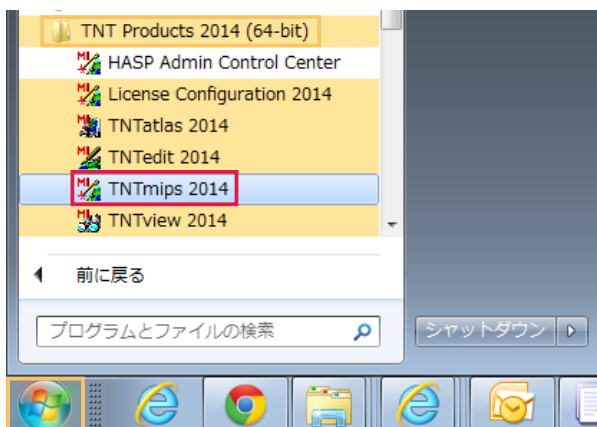 TNT Products 2014 (64-bit)
HASP Admin Control Center
License Configuration 2014
TNTatlas 2014
TNTedit 2014
TNTmips 2014
TNTview 2014
前に戻る
プログラムとファイルの検索
シャットダウン